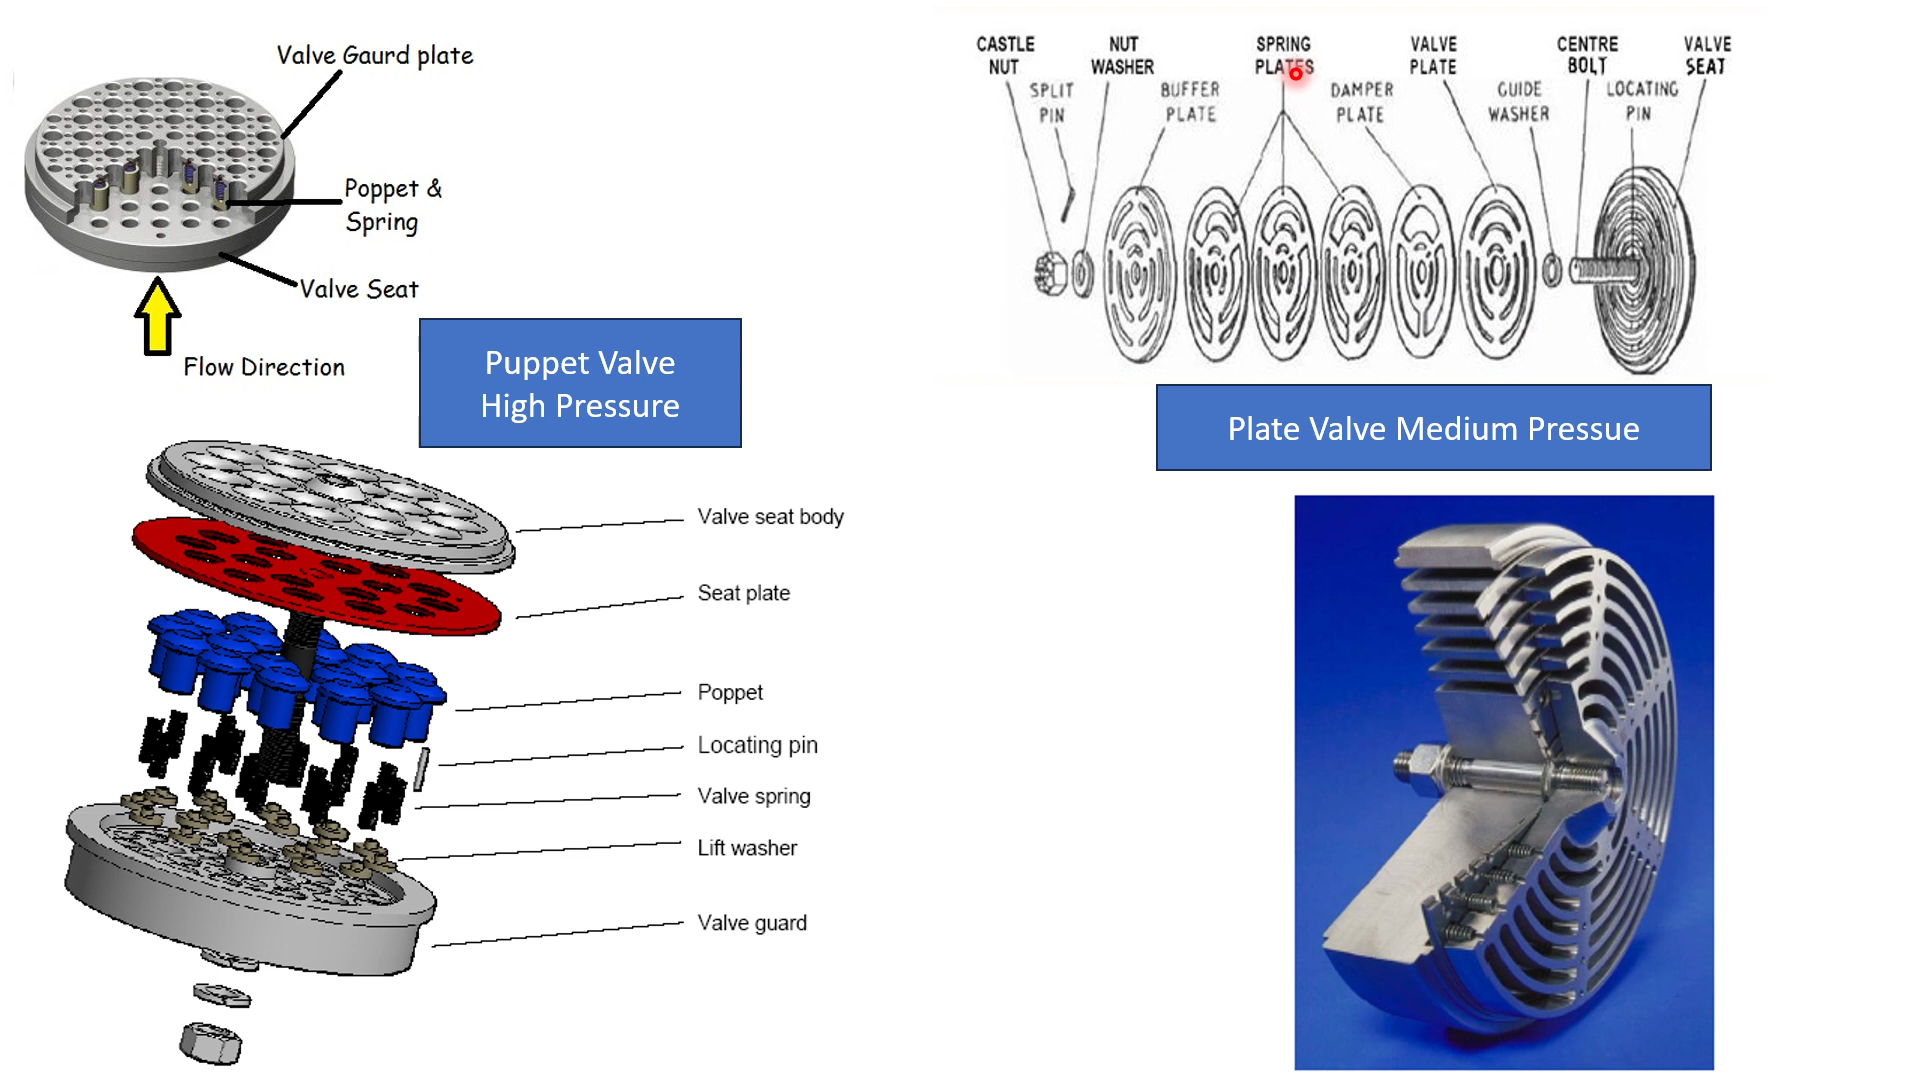 Valve Gaurd plate
Poppet &
Spring
Valve Seat
Flow Direction
Puppet Valve
High Pressure
Valve seat body
Seat plate
Poppet
Locating pin
Valve spring
Lift washer
Valve guard
CASTLE
NUT
SPLIT
PIN
NUT
WASHER
BUFFER
PLATE
SPRING
PLATES
DAMPER
PLATE
VALVE
PLATE
GUIDE
WASHER
CENTRE
BOLT
LOCATING
PIN
VALVE
SEAT
Plate Valve Medium Pressue